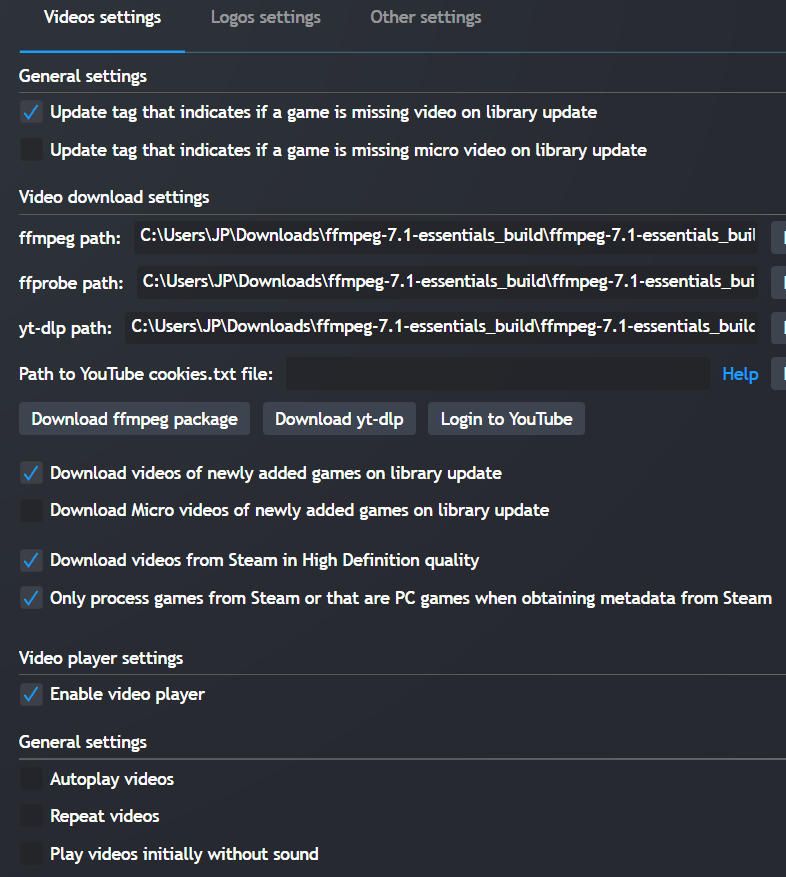 Videos settings Logos settings Other settings
General settings
Update tag that indicates if a game is missing video on library update
Update tag that indicates if a game is missing micro video on library update
Video download settings
ffmpeg path: C:\Users\JP\Downloads\ffmpeg-7.1-essentials_build\ffmpeg-7.1-essentials_buil
ffprobe path: C:\Users\JP\Downloads\ffmpeg-7.1-essentials_build\ffmpeg-7.1-essentials_bui
yt-dlp path: C:\Users\JP\Downloads\ffmpeg-7.1-essentials_build\ffmpeg-7.1-essentials_builc
Path to YouTube cookies.txt file: Help
Download ffmpeg package Download yt-dlp Login to YouTube
Download videos of newly added games on library update
Download Micro videos of newly added games on library update
Download videos from Steam in High Definition quality
Only process games from Steam or that are PC games when obtaining metadata from Steam
Video player settings
Enable video player
General settings
Autoplay videos
Repeat videos
Play videos initially without sound